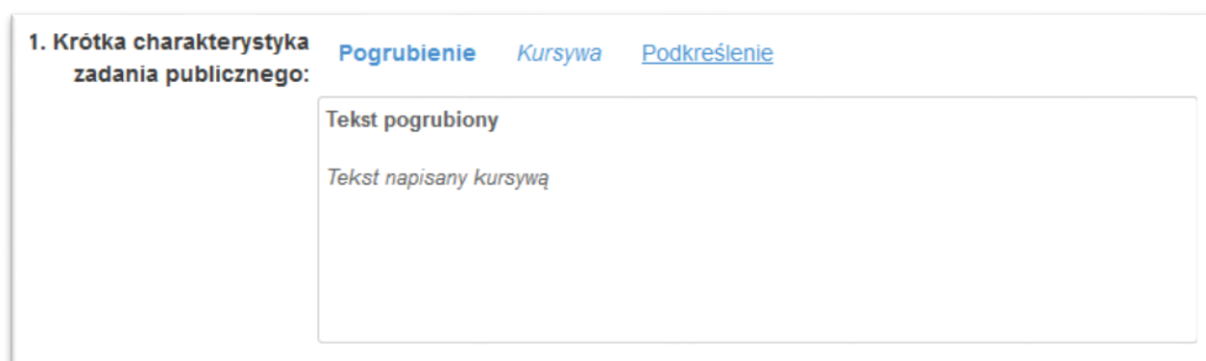 1. Krótka charakterystyka
zadania publicznego:
Pogrubienie Kursywa Podkreślenie
Tekst pogrubiony
Tekst napisany kursywą